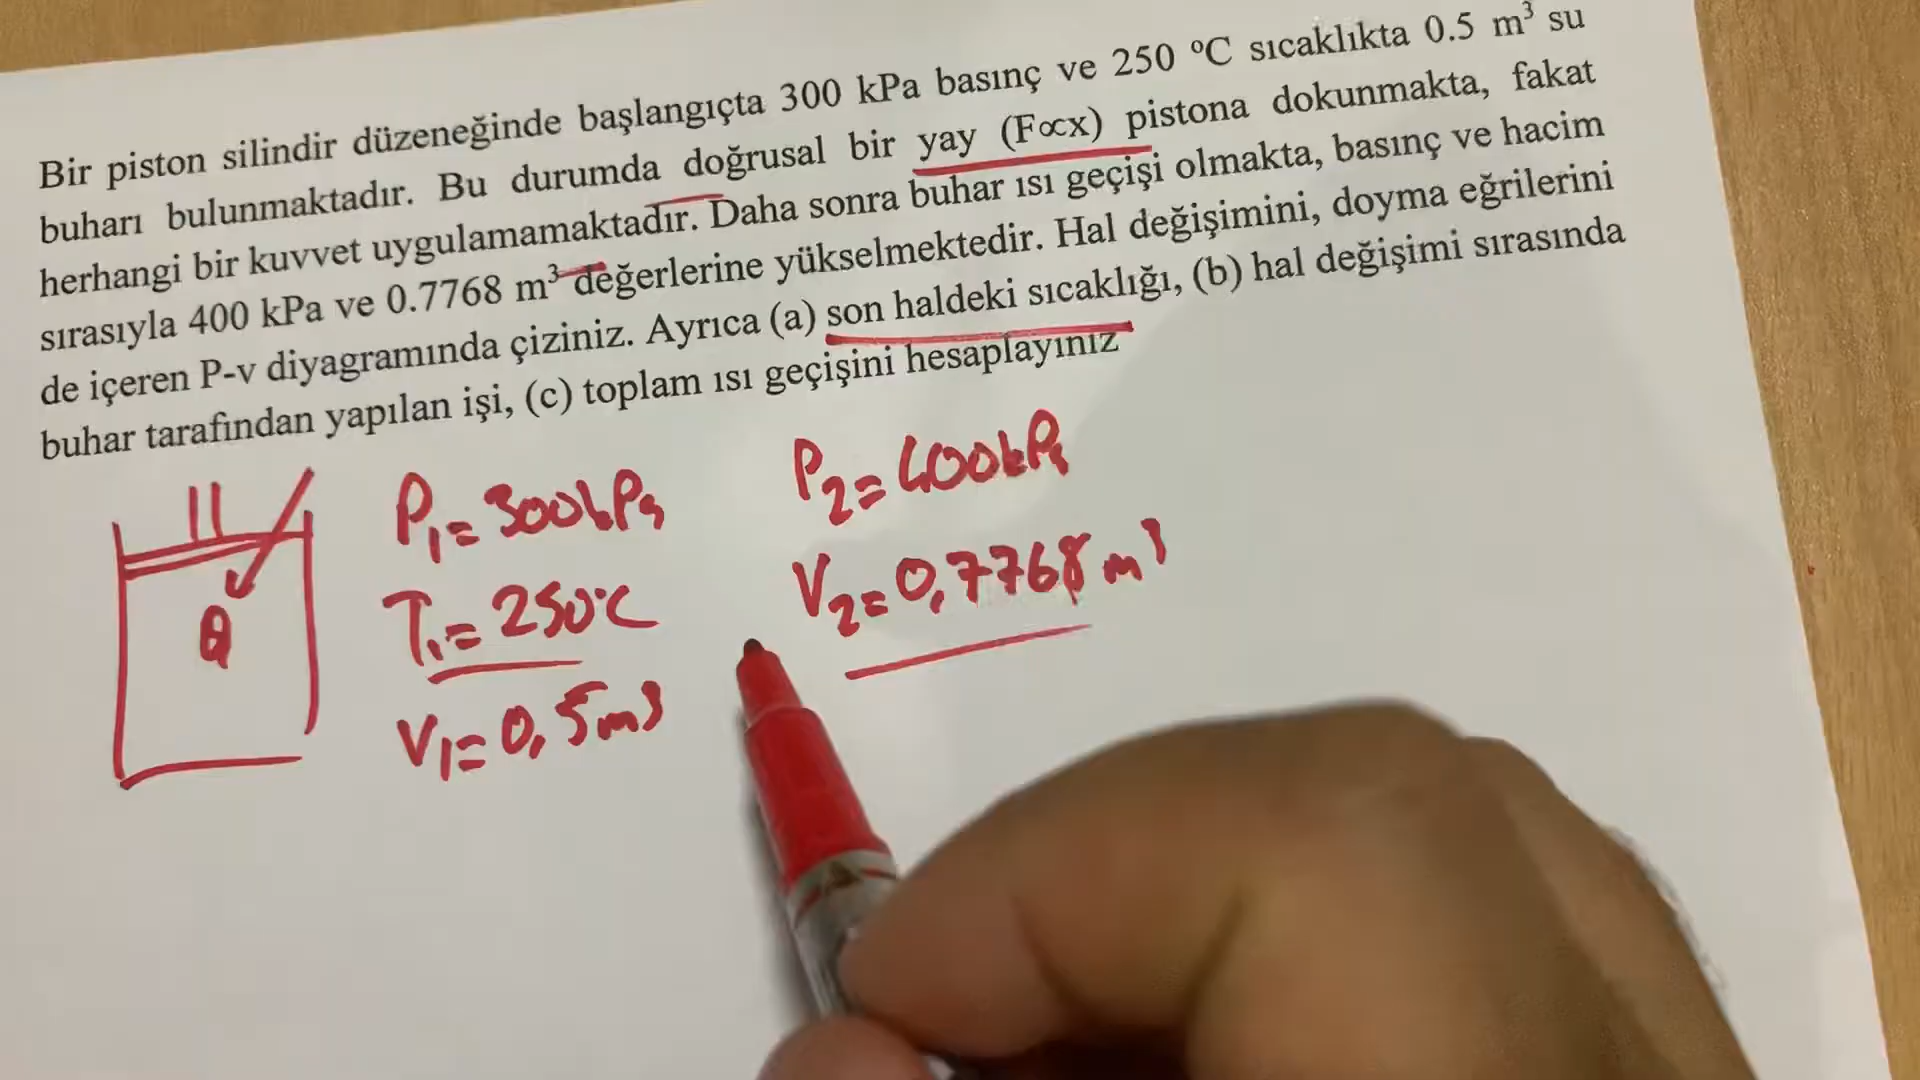 Bir piston silindir düzeneğinde başlangıçta 300 kPa basınç ve 250 ºC sıcaklıkta 0.5 m³ su
buharı bulunmaktadır. Bu durumda doğrusal bir yay (F∝x) pistona dokunmakta, fakat
herhangi bir kuvvet uygulamamaktadır. Daha sonra buhar ısı geçişi olmakta, basınç ve hacim
sırasıyla 400 kPa ve 0.7768 m³ değerlerine yükselmektedir. Hal değişimini, doyma eğrilerini
de içeren P-v diyagramında çiziniz. Ayrıca (a) son haldeki sıcaklığı, (b) hal değişimi sırasında
buhar tarafından yapılan işi, (c) toplam ısı geçişini hesaplayınız
P₁=300kPa
T₁=250°C
V₁=0,5m³
P₂=400kPa
V₂=0,7768m³
Q